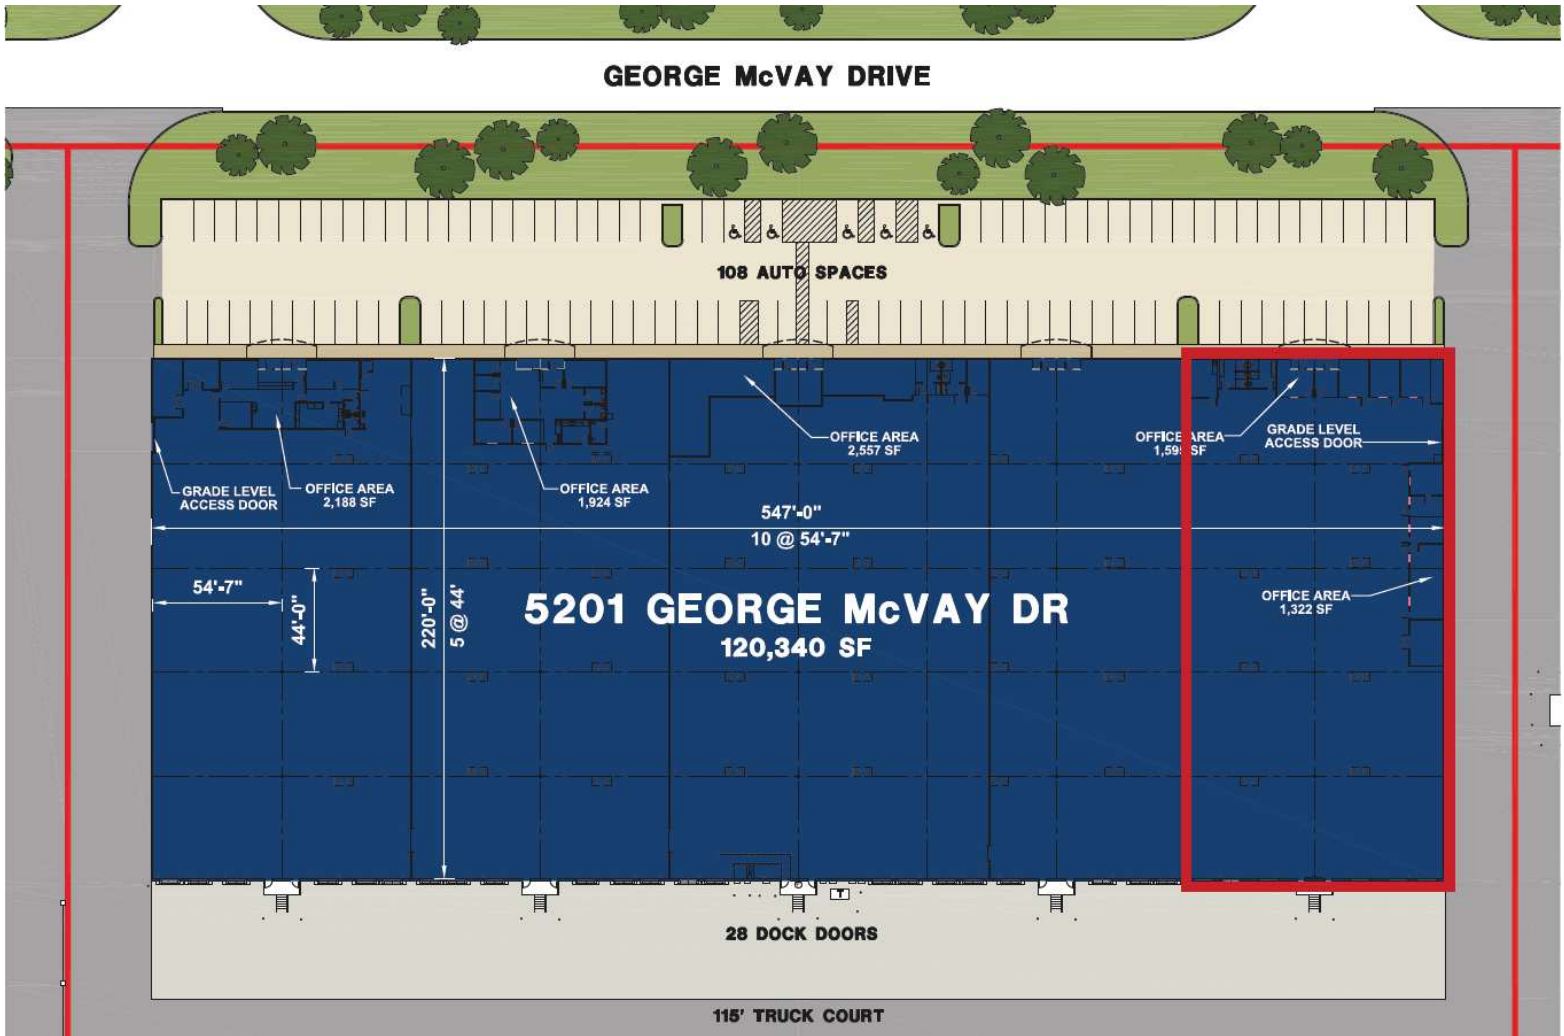 GEORGE McVAY DRIVE
108 AUTO SPACES
OFFICE AREA
2,557 SF
OFFICE AREA
1,595 SF
GRADE LEVEL
ACCESS DOOR
GRADE LEVEL
ACCESS DOOR
OFFICE AREA
2,188 SF
OFFICE AREA
1,924 SF
547'-0"
10 @ 54'-7"
54'-7"
44'-0"
220'-0"
5 @ 44'
5201 GEORGE McVAY DR
120,340 SF
OFFICE AREA
1,322 SF
T
28 DOCK DOORS
115' TRUCK COURT